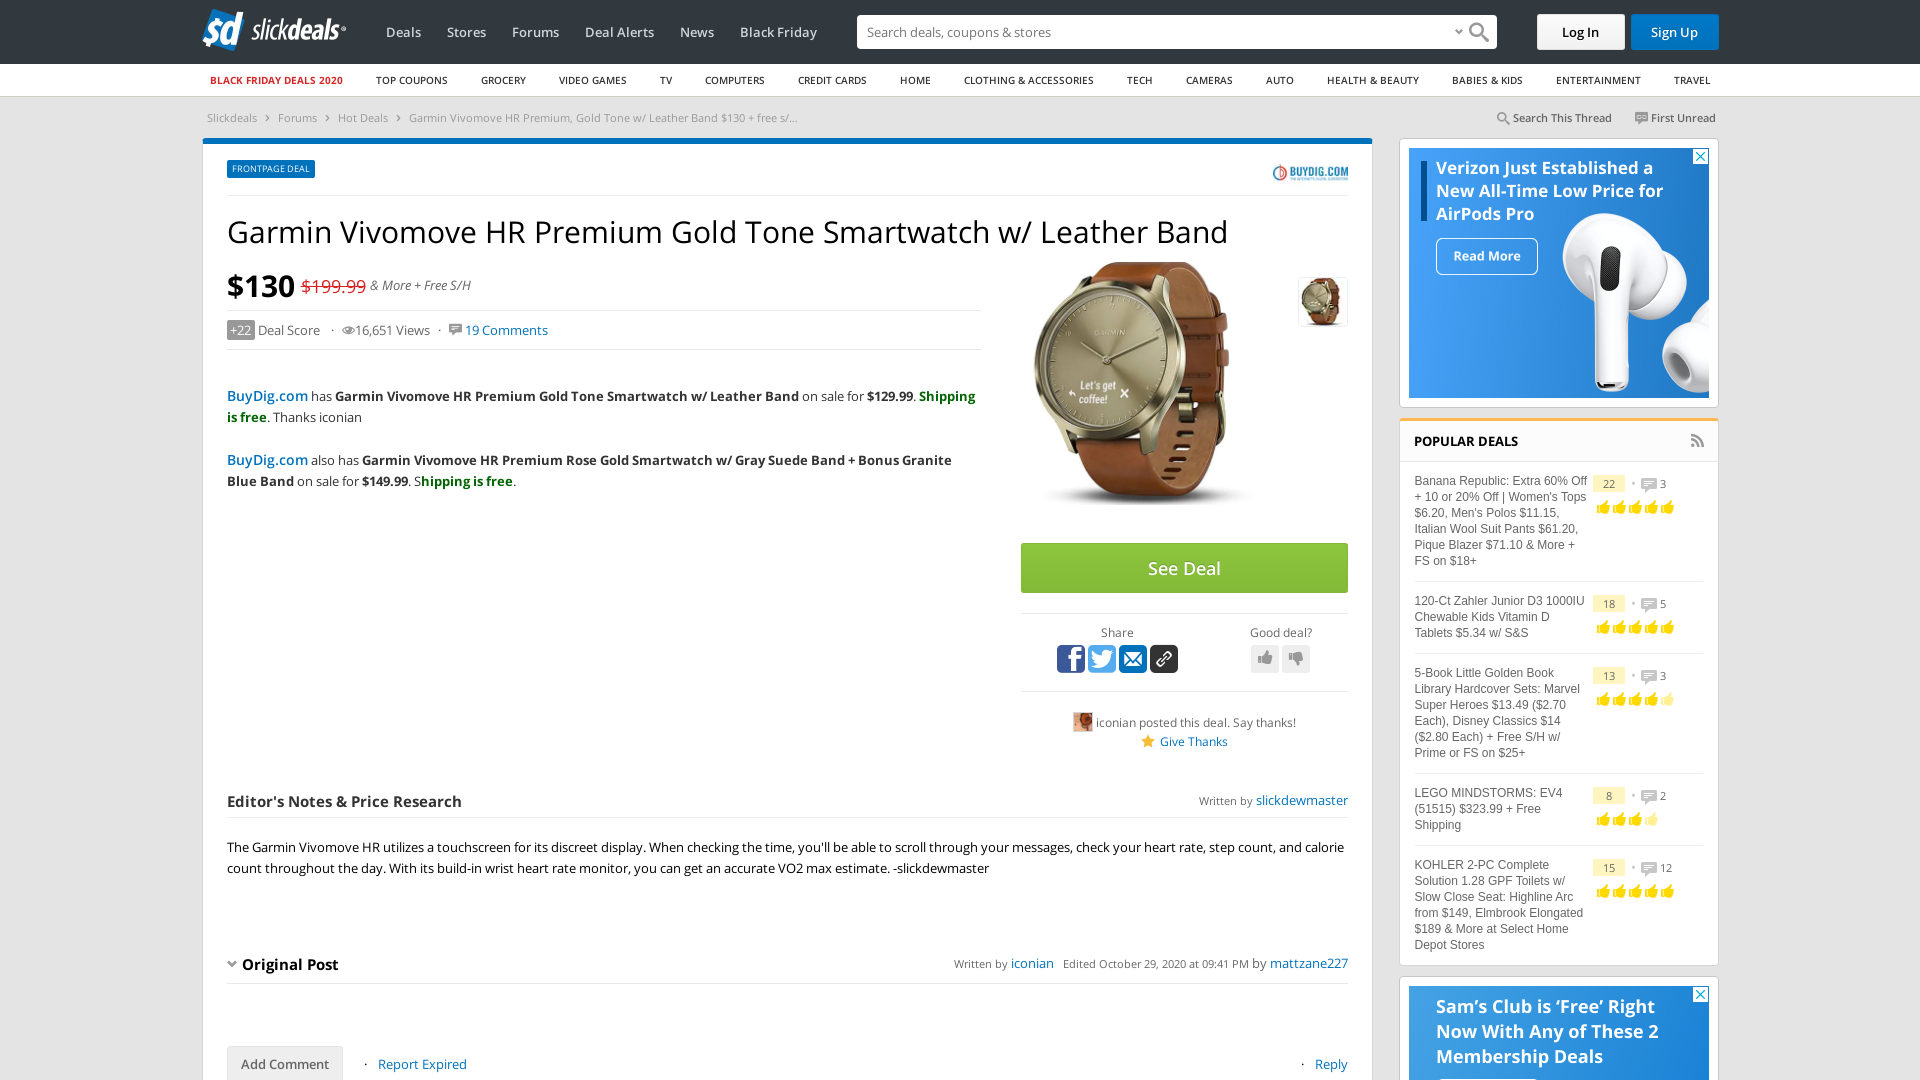 sd slickdeals
Deals
Stores
Forums
Deal Alerts
News
Black Friday
Search deals, coupons & stores
Log In
Sign Up
BLACK FRIDAY DEALS 2020
TOP COUPONS
GROCERY
VIDEO GAMES
TV
COMPUTERS
CREDIT CARDS
HOME
CLOTHING & ACCESSORIES
TECH
CAMERAS
AUTO
HEALTH & BEAUTY
BABIES & KIDS
ENTERTAINMENT
TRAVEL
Slickdeals › Forums › Hot Deals › Garmin Vivomove HR Premium, Gold Tone w/ Leather Band $130 + free s/...
Search This Thread
First Unread
FRONTPAGE DEAL
BUYDIG.COM
Garmin Vivomove HR Premium Gold Tone Smartwatch w/ Leather Band
$130 $199.99 & More + Free S/H
+22 Deal Score · 16,651 Views · 19 Comments
BuyDig.com has Garmin Vivomove HR Premium Gold Tone Smartwatch w/ Leather Band on sale for $129.99. Shipping
is free. Thanks iconian
BuyDig.com also has Garmin Vivomove HR Premium Rose Gold Smartwatch w/ Gray Suede Band + Bonus Granite
Blue Band on sale for $149.99. Shipping is free.
GARMIN
Let's get
coffee!
See Deal
Share
Good deal?
iconian posted this deal. Say thanks!
Give Thanks
Editor's Notes & Price Research
Written by slickdewmaster
The Garmin Vivomove HR utilizes a touchscreen for its discreet display. When checking the time, you'll be able to scroll through your messages, check your heart rate, step count, and calorie
count throughout the day. With its build-in wrist heart rate monitor, you can get an accurate VO2 max estimate. -slickdewmaster
Original Post
Written by iconian Edited October 29, 2020 at 09:41 PM by mattzane227
Add Comment
· Report Expired
· Reply
Verizon Just Established a
New All-Time Low Price for
AirPods Pro
Read More
POPULAR DEALS
Banana Republic: Extra 60% Off
+ 10 or 20% Off | Women's Tops
$6.20, Men's Polos $11.15,
Italian Wool Suit Pants $61.20,
Pique Blazer $71.10 & More +
FS on $18+
22 • 3
120-Ct Zahler Junior D3 1000IU
Chewable Kids Vitamin D
Tablets $5.34 w/ S&S
18 • 5
5-Book Little Golden Book
Library Hardcover Sets: Marvel
Super Heroes $13.49 ($2.70
Each), Disney Classics $14
($2.80 Each) + Free S/H w/
Prime or FS on $25+
13 • 3
LEGO MINDSTORMS: EV4
(51515) $323.99 + Free
Shipping
8 • 2
KOHLER 2-PC Complete
Solution 1.28 GPF Toilets w/
Slow Close Seat: Highline Arc
from $149, Elmbrook Elongated
$189 & More at Select Home
Depot Stores
15 • 12
Sam's Club is 'Free' Right
Now With Any of These 2
Membership Deals